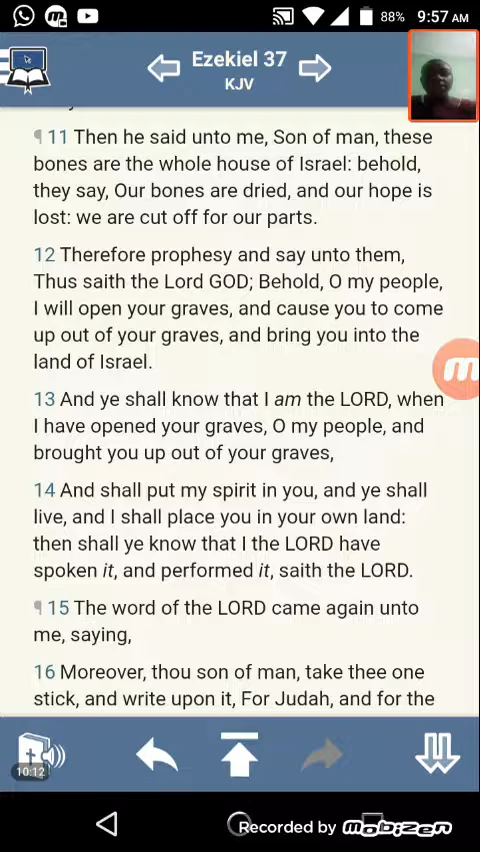 88% 9:57 AM
Ezekiel 37
KJV
¶ 11 Then he said unto me, Son of man, these
bones are the whole house of Israel: behold,
they say, Our bones are dried, and our hope is
lost: we are cut off for our parts.
12 Therefore prophesy and say unto them,
Thus saith the Lord GOD; Behold, O my people,
I will open your graves, and cause you to come
up out of your graves, and bring you into the
land of Israel.
13 And ye shall know that I am the LORD, when
I have opened your graves, O my people, and
brought you up out of your graves,
14 And shall put my spirit in you, and ye shall
live, and I shall place you in your own land:
then shall ye know that I the LORD have
spoken it, and performed it, saith the LORD.
¶ 15 The word of the LORD came again unto
me, saying,
16 Moreover, thou son of man, take thee one
stick, and write upon it, For Judah, and for the
10:12
Recorded by mobizen